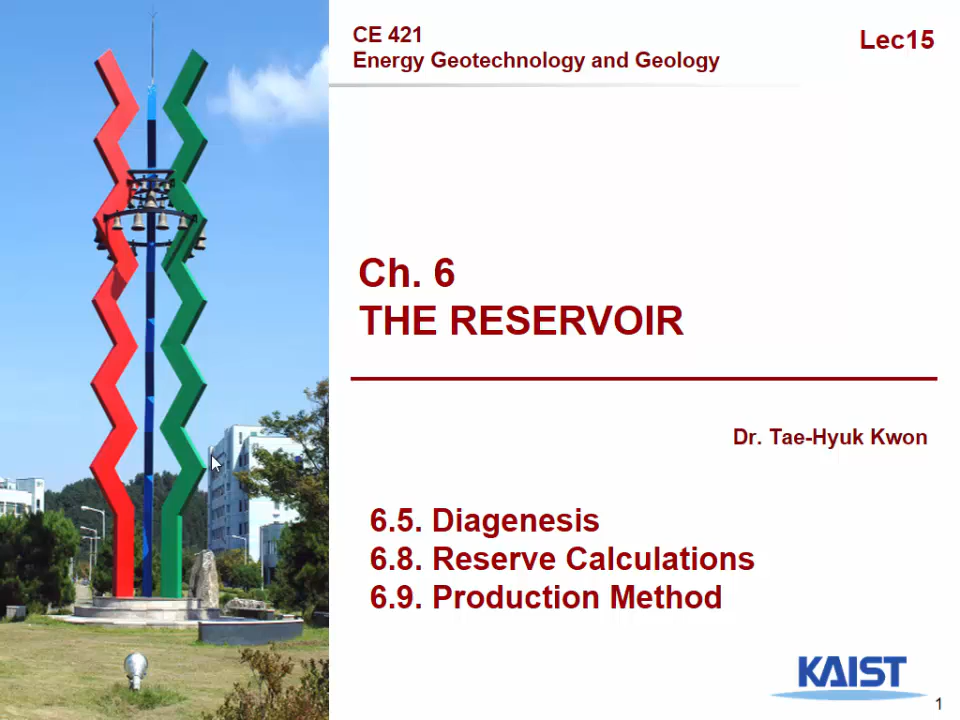 CE 421
Energy Geotechnology and Geology
Lec15
Ch. 6
THE RESERVOIR
Dr. Tae-Hyuk Kwon
6.5. Diagenesis
6.8. Reserve Calculations
6.9. Production Method
KAIST
1